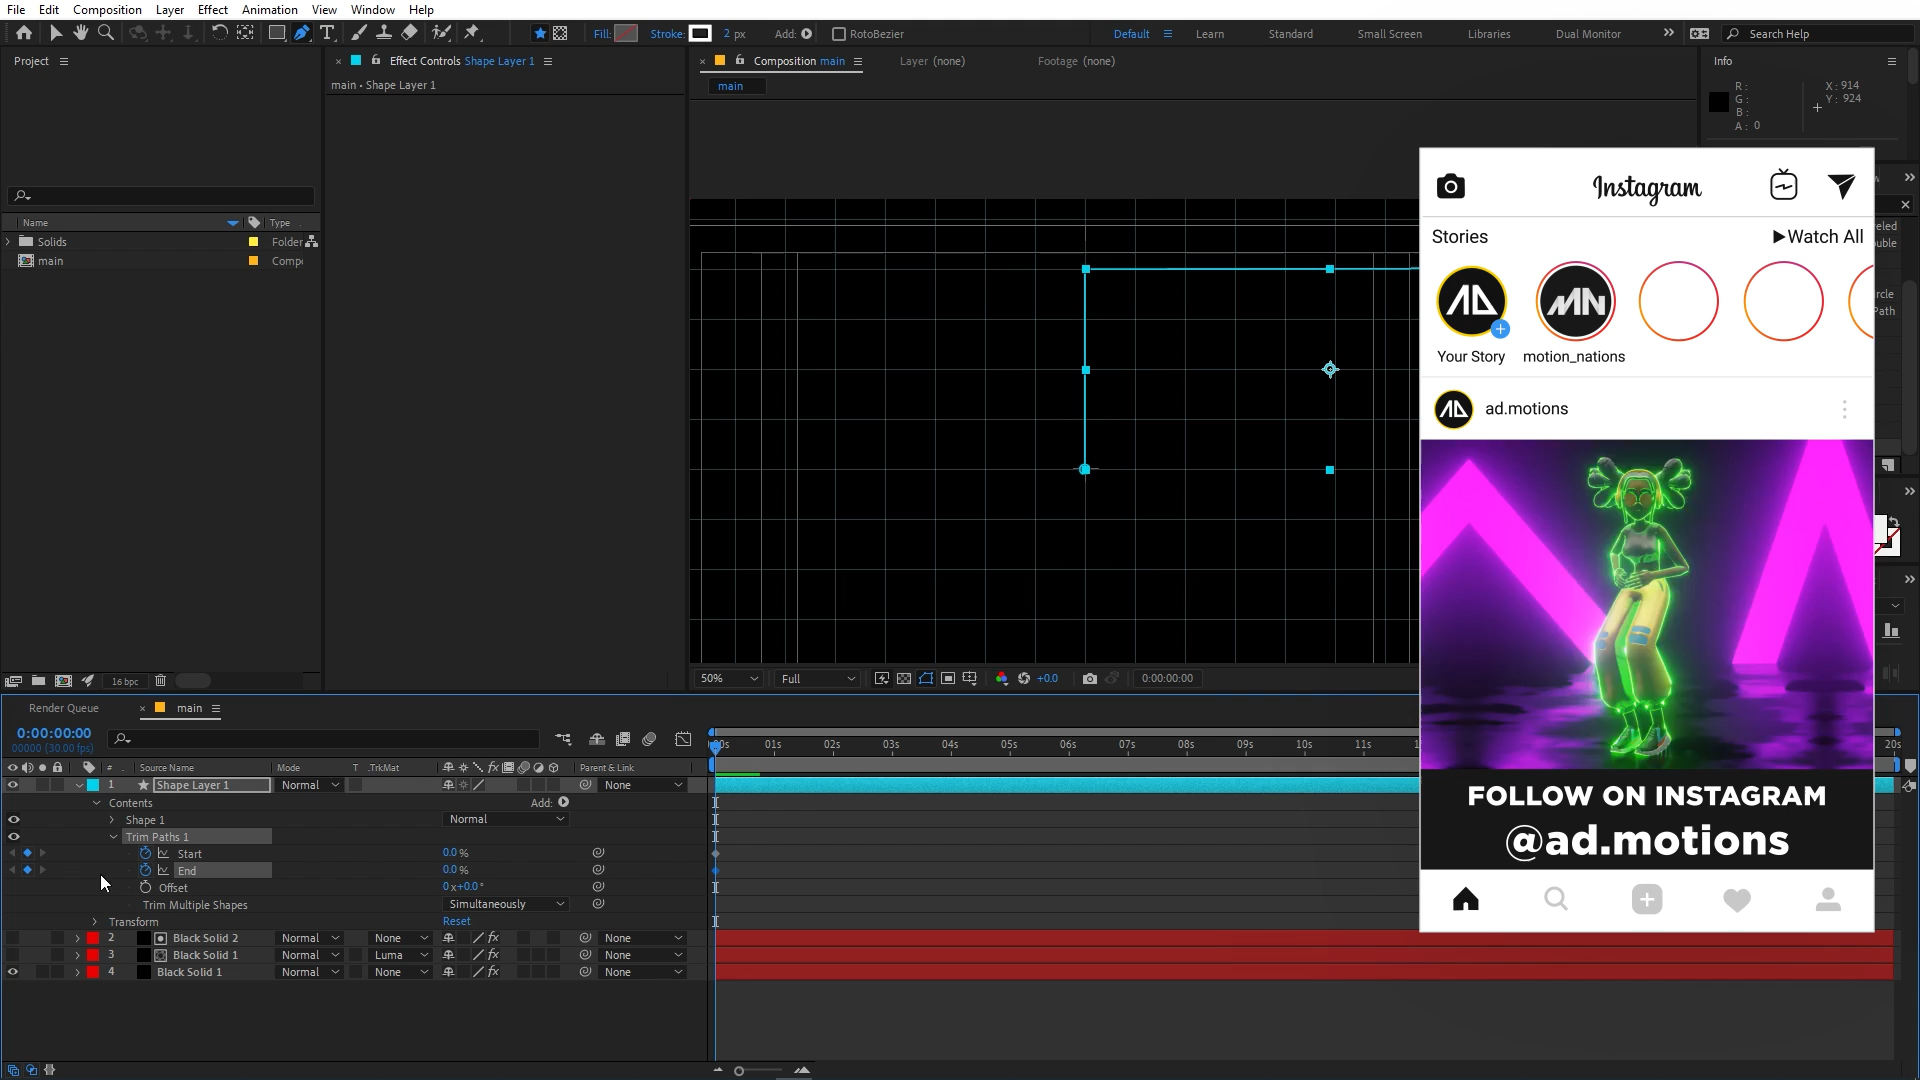 File Edit Composition Layer Effect Animation View Window Help
Fill: Stroke: 2 px Add: RotoBezier Default Learn Standard Small Screen Libraries Dual Monitor Search Help
Project
Effect Controls Shape Layer 1
Composition main
Layer (none)
Footage (none)
Info
main • Shape Layer 1
main
R:
G:
B:
A: 0
X: 914
Y: 924
Name Type
Solids Folder
main Comp
16 bpc
50% Full +0.0 0:00:00:00
Instagram
Stories
Watch All
Your Story
motion_nations
ad.motions
FOLLOW ON INSTAGRAM
@ad.motions
Render Queue
main
0:00:00:00
00000 (30.00 fps)
00s 01s 02s 03s 04s 05s 06s 07s 08s 09s 10s 11s 20s
# Source Name Mode T .TrkMat fx Parent & Link
1 Shape Layer 1 Normal None
Contents Add:
Shape 1 Normal
Trim Paths 1
Start 0.0 %
End 0.0 %
Offset 0 x+0.0 °
Trim Multiple Shapes Simultaneously
Transform Reset
2 Black Solid 2 Normal None fx None
3 Black Solid 1 Normal Luma fx None
4 Black Solid 1 Normal None fx None